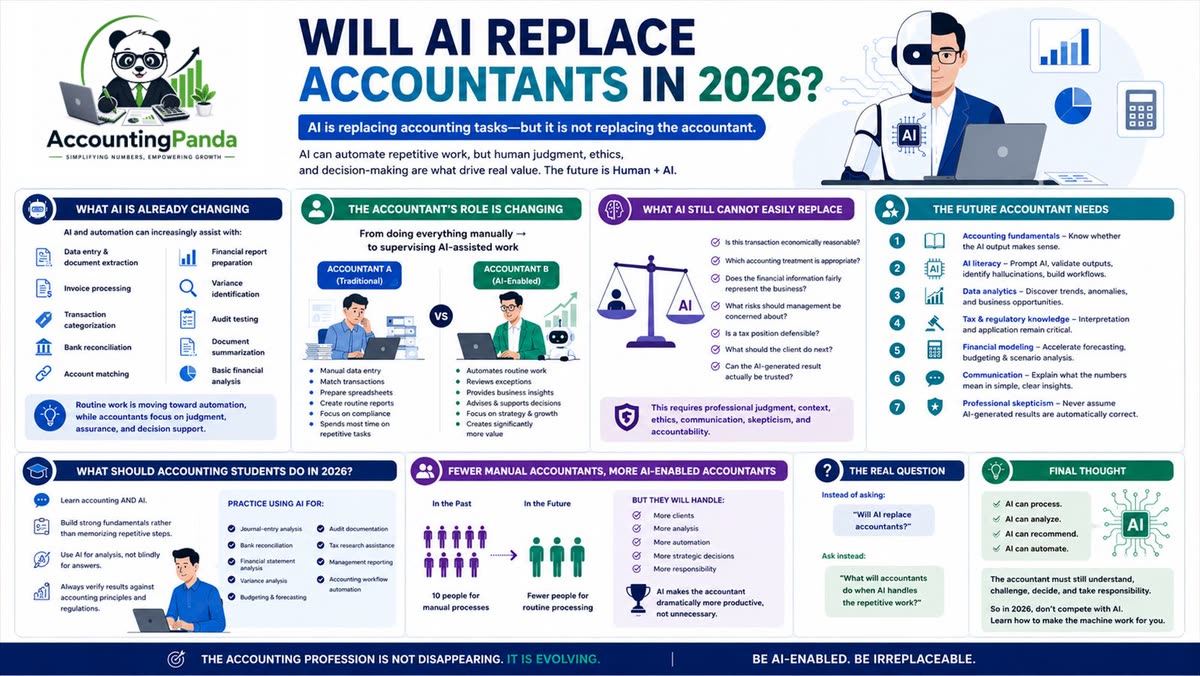 AccountingPanda
SIMPLIFYING NUMBERS, EMPOWERING GROWTH
WILL AI REPLACE
ACCOUNTANTS IN 2026?
AI is replacing accounting tasks—but it is not replacing the accountant.
AI can automate repetitive work, but human judgment, ethics,
and decision-making are what drive real value. The future is Human + AI.
AI
WHAT AI IS ALREADY CHANGING
AI and automation can increasingly assist with:
Data entry &
document extraction
Invoice processing
Transaction
categorization
Bank reconciliation
Account matching
Financial report
preparation
Variance
identification
Audit testing
Document
summarization
Basic financial
analysis
Routine work is moving toward automation,
while accountants focus on judgment,
assurance, and decision support.
THE ACCOUNTANT'S ROLE IS CHANGING
From doing everything manually →
to supervising AI-assisted work
ACCOUNTANT A
(Traditional)
VS
ACCOUNTANT B
(AI-Enabled)
• Manual data entry
• Match transactions
• Prepare spreadsheets
• Create routine reports
• Focus on compliance
• Spends most time on
repetitive tasks
• Automates routine work
• Reviews exceptions
• Provides business insights
• Advises & supports decisions
• Focus on strategy & growth
• Creates significantly
more value
WHAT AI STILL CANNOT EASILY REPLACE
AI
Is this transaction economically reasonable?
Which accounting treatment is appropriate?
Does the financial information fairly
represent the business?
What risks should management be
concerned about?
Is a tax position defensible?
What should the client do next?
Can the AI-generated result
actually be trusted?
This requires professional judgment, context,
ethics, communication, skepticism, and
accountability.
THE FUTURE ACCOUNTANT NEEDS
1 Accounting fundamentals – Know whether
the AI output makes sense.
2 AI AI literacy – Prompt AI, validate outputs,
identify hallucinations, build workflows.
3 Data analytics – Discover trends, anomalies,
and business opportunities.
4 Tax & regulatory knowledge – Interpretation
and application remain critical.
5 Financial modeling – Accelerate forecasting,
budgeting & scenario analysis.
6 Communication – Explain what the numbers
mean in simple, clear insights.
7 Professional skepticism – Never assume
AI-generated results are automatically correct.
WHAT SHOULD ACCOUNTING STUDENTS DO IN 2026?
Learn accounting AND AI.
Build strong fundamentals rather
than memorizing repetitive steps.
Use AI for analysis, not blindly
for answers.
Always verify results against
accounting principles and
regulations.
PRACTICE USING AI FOR:
Journal-entry analysis
Bank reconciliation
Financial statement
analysis
Variance analysis
Budgeting & forecasting
Audit documentation
Tax research assistance
Management reporting
Accounting workflow
automation
FEWER MANUAL ACCOUNTANTS, MORE AI-ENABLED ACCOUNTANTS
In the Past
10 people for
manual processes
In the Future
Fewer people for
routine processing
BUT THEY WILL HANDLE:
More clients
More analysis
More automation
More strategic decisions
More responsibility
AI makes the accountant
dramatically more productive,
not unnecessary.
? THE REAL QUESTION
Instead of asking:
"Will AI replace
accountants?"
Ask instead:
"What will accountants
do when AI handles
the repetitive work?"
FINAL THOUGHT
AI can process.
AI can analyze.
AI can recommend.
AI can automate.
AI
The accountant must still understand,
challenge, decide, and take responsibility.
So in 2026, don't compete with AI.
Learn how to make the machine work for you.
THE ACCOUNTING PROFESSION IS NOT DISAPPEARING. IT IS EVOLVING.
BE AI-ENABLED. BE IRREPLACEABLE.